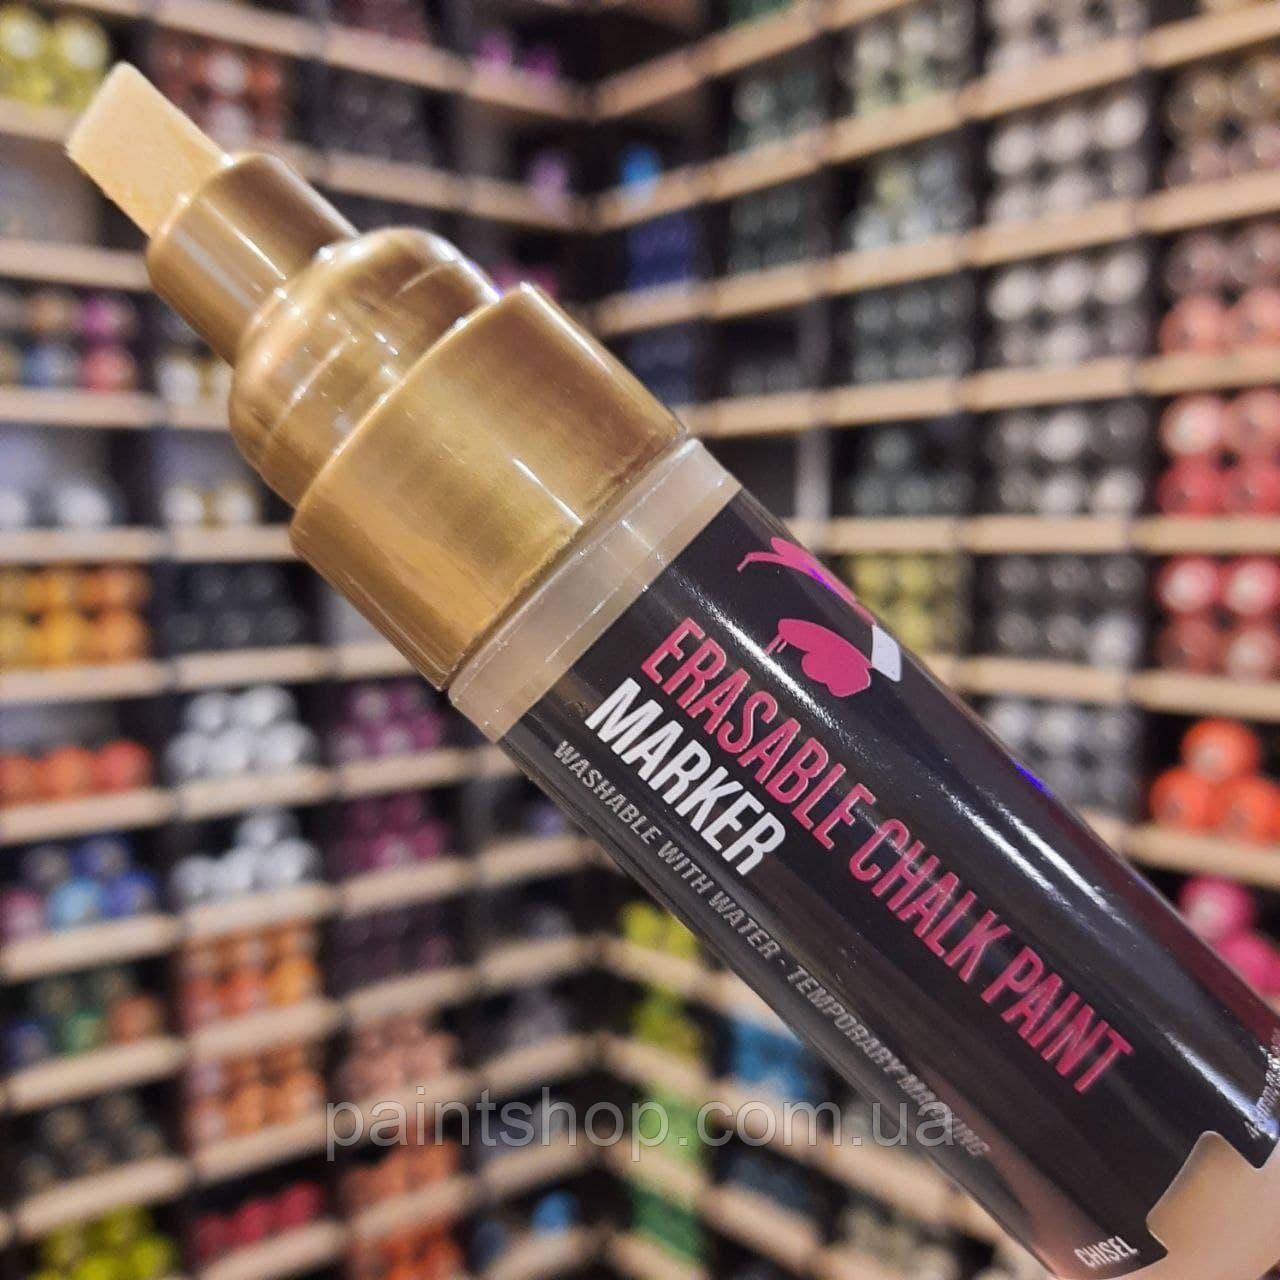 ERASABLE CHALK PAINT
MARKER
WASHABLE WITH WATER - TEMPORARY MARKING
CHISEL
paintshop.com.ua